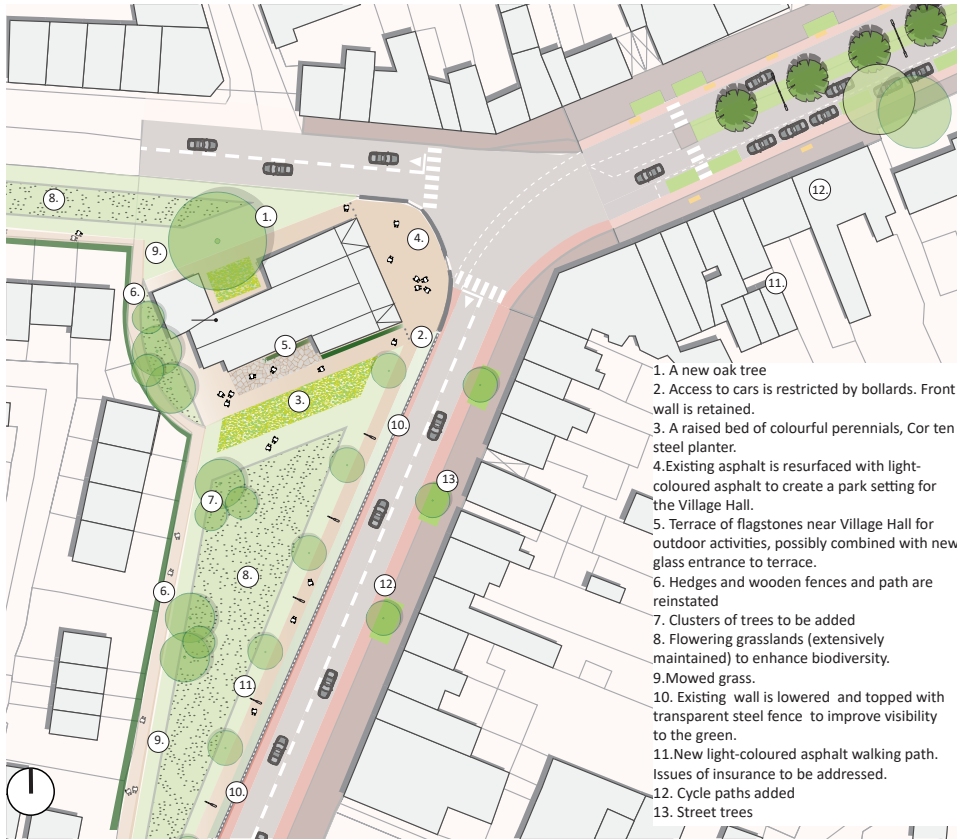 12.
8.
1.
4.
9.
11.
6.
2.
5.
3.
10.
13.
7.
8.
12
6.
11
9.
10.
1. A new oak tree
2. Access to cars is restricted by bollards. Front
wall is retained.
3. A raised bed of colourful perennials, Cor ten
steel planter.
4.Existing asphalt is resurfaced with light-
coloured asphalt to create a park setting for
the Village Hall.
5. Terrace of flagstones near Village Hall for
outdoor activities, possibly combined with new
glass entrance to terrace.
6. Hedges and wooden fences and path are
reinstated
7. Clusters of trees to be added
8. Flowering grasslands (extensively
maintained) to enhance biodiversity.
9.Mowed grass.
10. Existing wall is lowered and topped with
transparent steel fence to improve visibility
to the green.
11.New light-coloured asphalt walking path.
Issues of insurance to be addressed.
12. Cycle paths added
13. Street trees